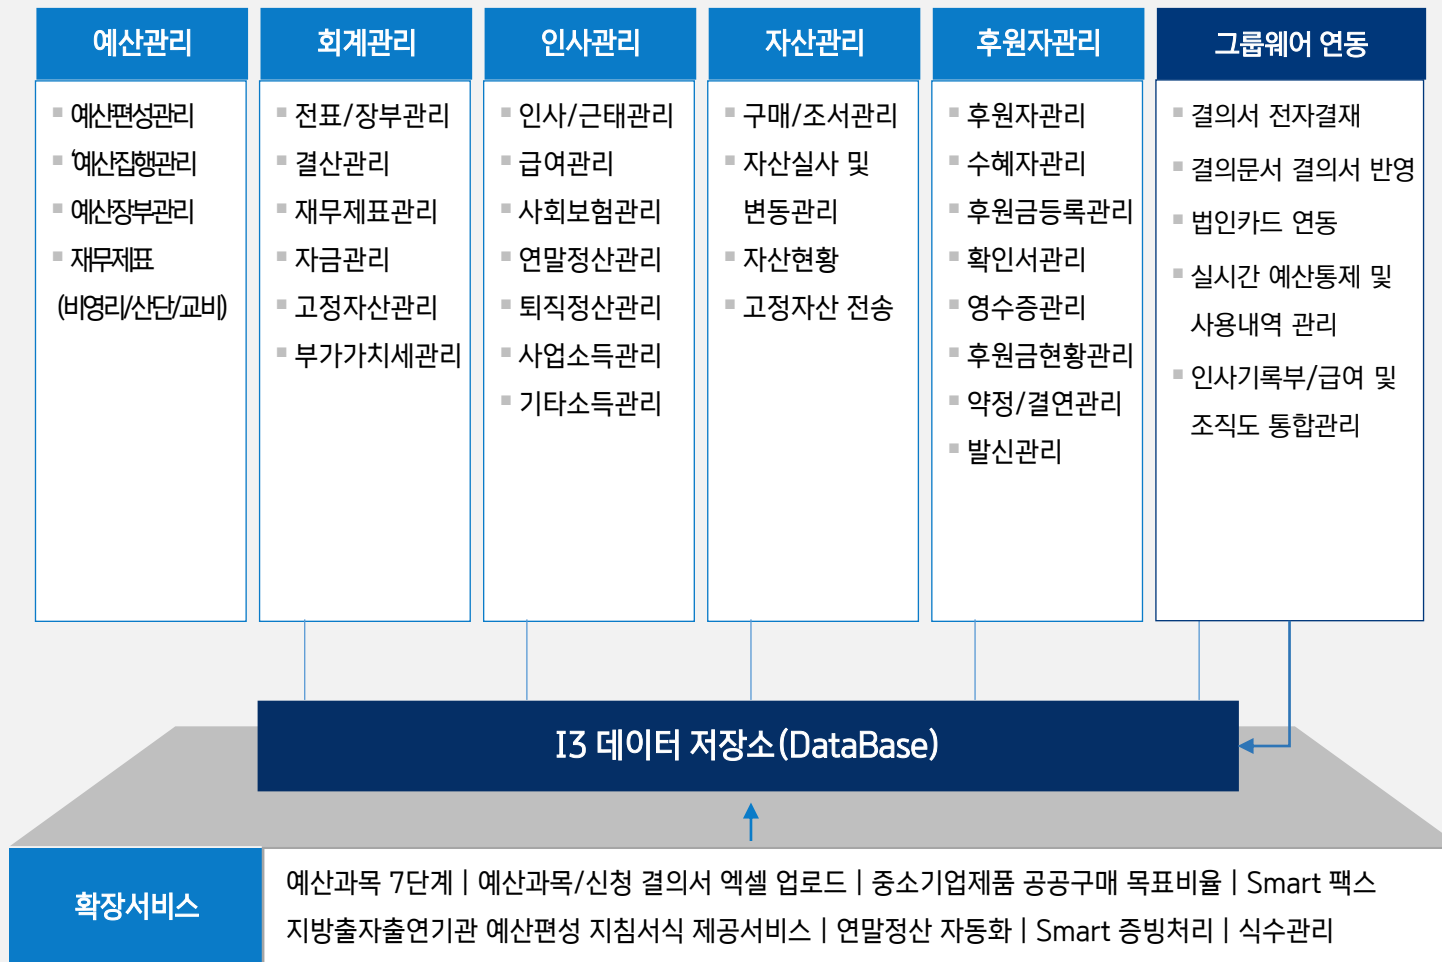 예산관리
예산편성관리
‘예산집행관리
예산장부관리
재무제표
(비영리/산단/교비)
회계관리
전표/장부관리
결산관리
재무제표관리
자금관리
고정자산관리
부가가치세관리
인사관리
인사/근태관리
급여관리
사회보험관리
연말정산관리
퇴직정산관리
사업소득관리
기타소득관리
자산관리
구매/조서관리
자산실사 및
변동관리
자산현황
고정자산 전송
후원자관리
후원자관리
수혜자관리
후원금등록관리
확인서관리
영수증관리
후원금현황관리
약정/결연관리
발신관리
그룹웨어 연동
결의서 전자결재
결의문서 결의서 반영
법인카드 연동
실시간 예산통제 및
사용내역 관리
인사기록부/급여 및
조직도 통합관리
I3 데이터 저장소(DataBase)
확장서비스
예산과목 7단계 | 예산과목/신청 결의서 엑셀 업로드 | 중소기업제품 공공구매 목표비율 | Smart 팩스
지방출자출연기관 예산편성 지침서식 제공서비스 | 연말정산 자동화 | Smart 증빙처리 | 식수관리